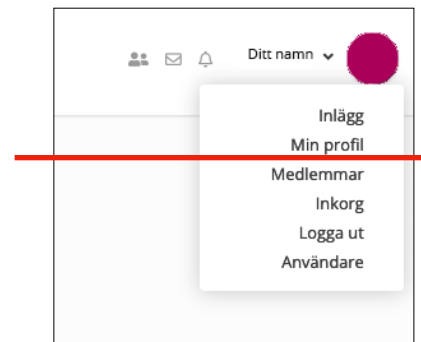 Ditt namn
Inlägg
Min profil
Medlemmar
Inkorg
Logga ut
Användare